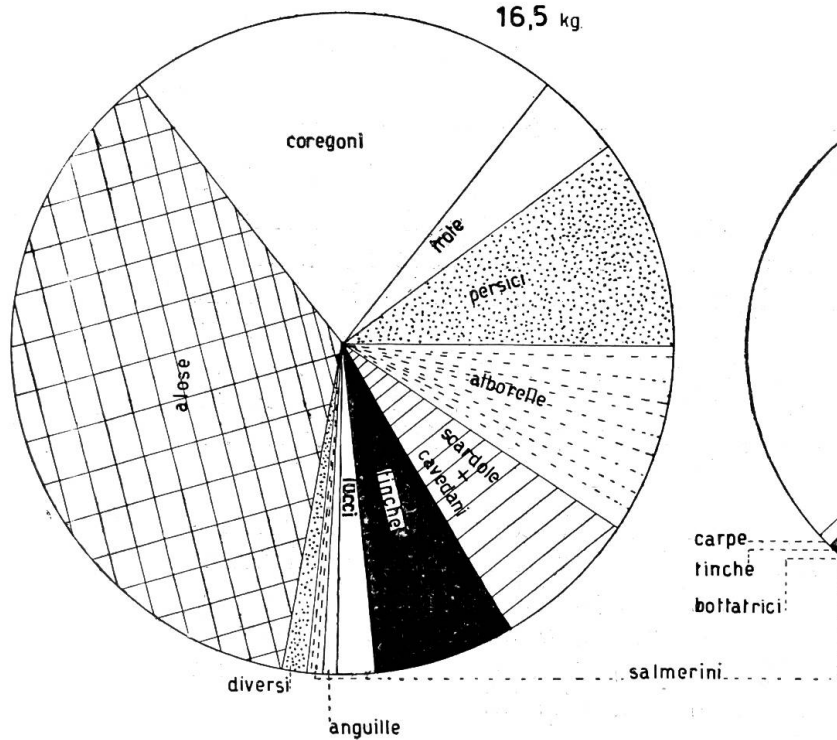 16,5 kg.
coregoni
trote
persici
alose
alborelle
scardole
+
cavedani
tinche
lucci
carpe
tinche
bottatrici
salmerini
diversi
anguille